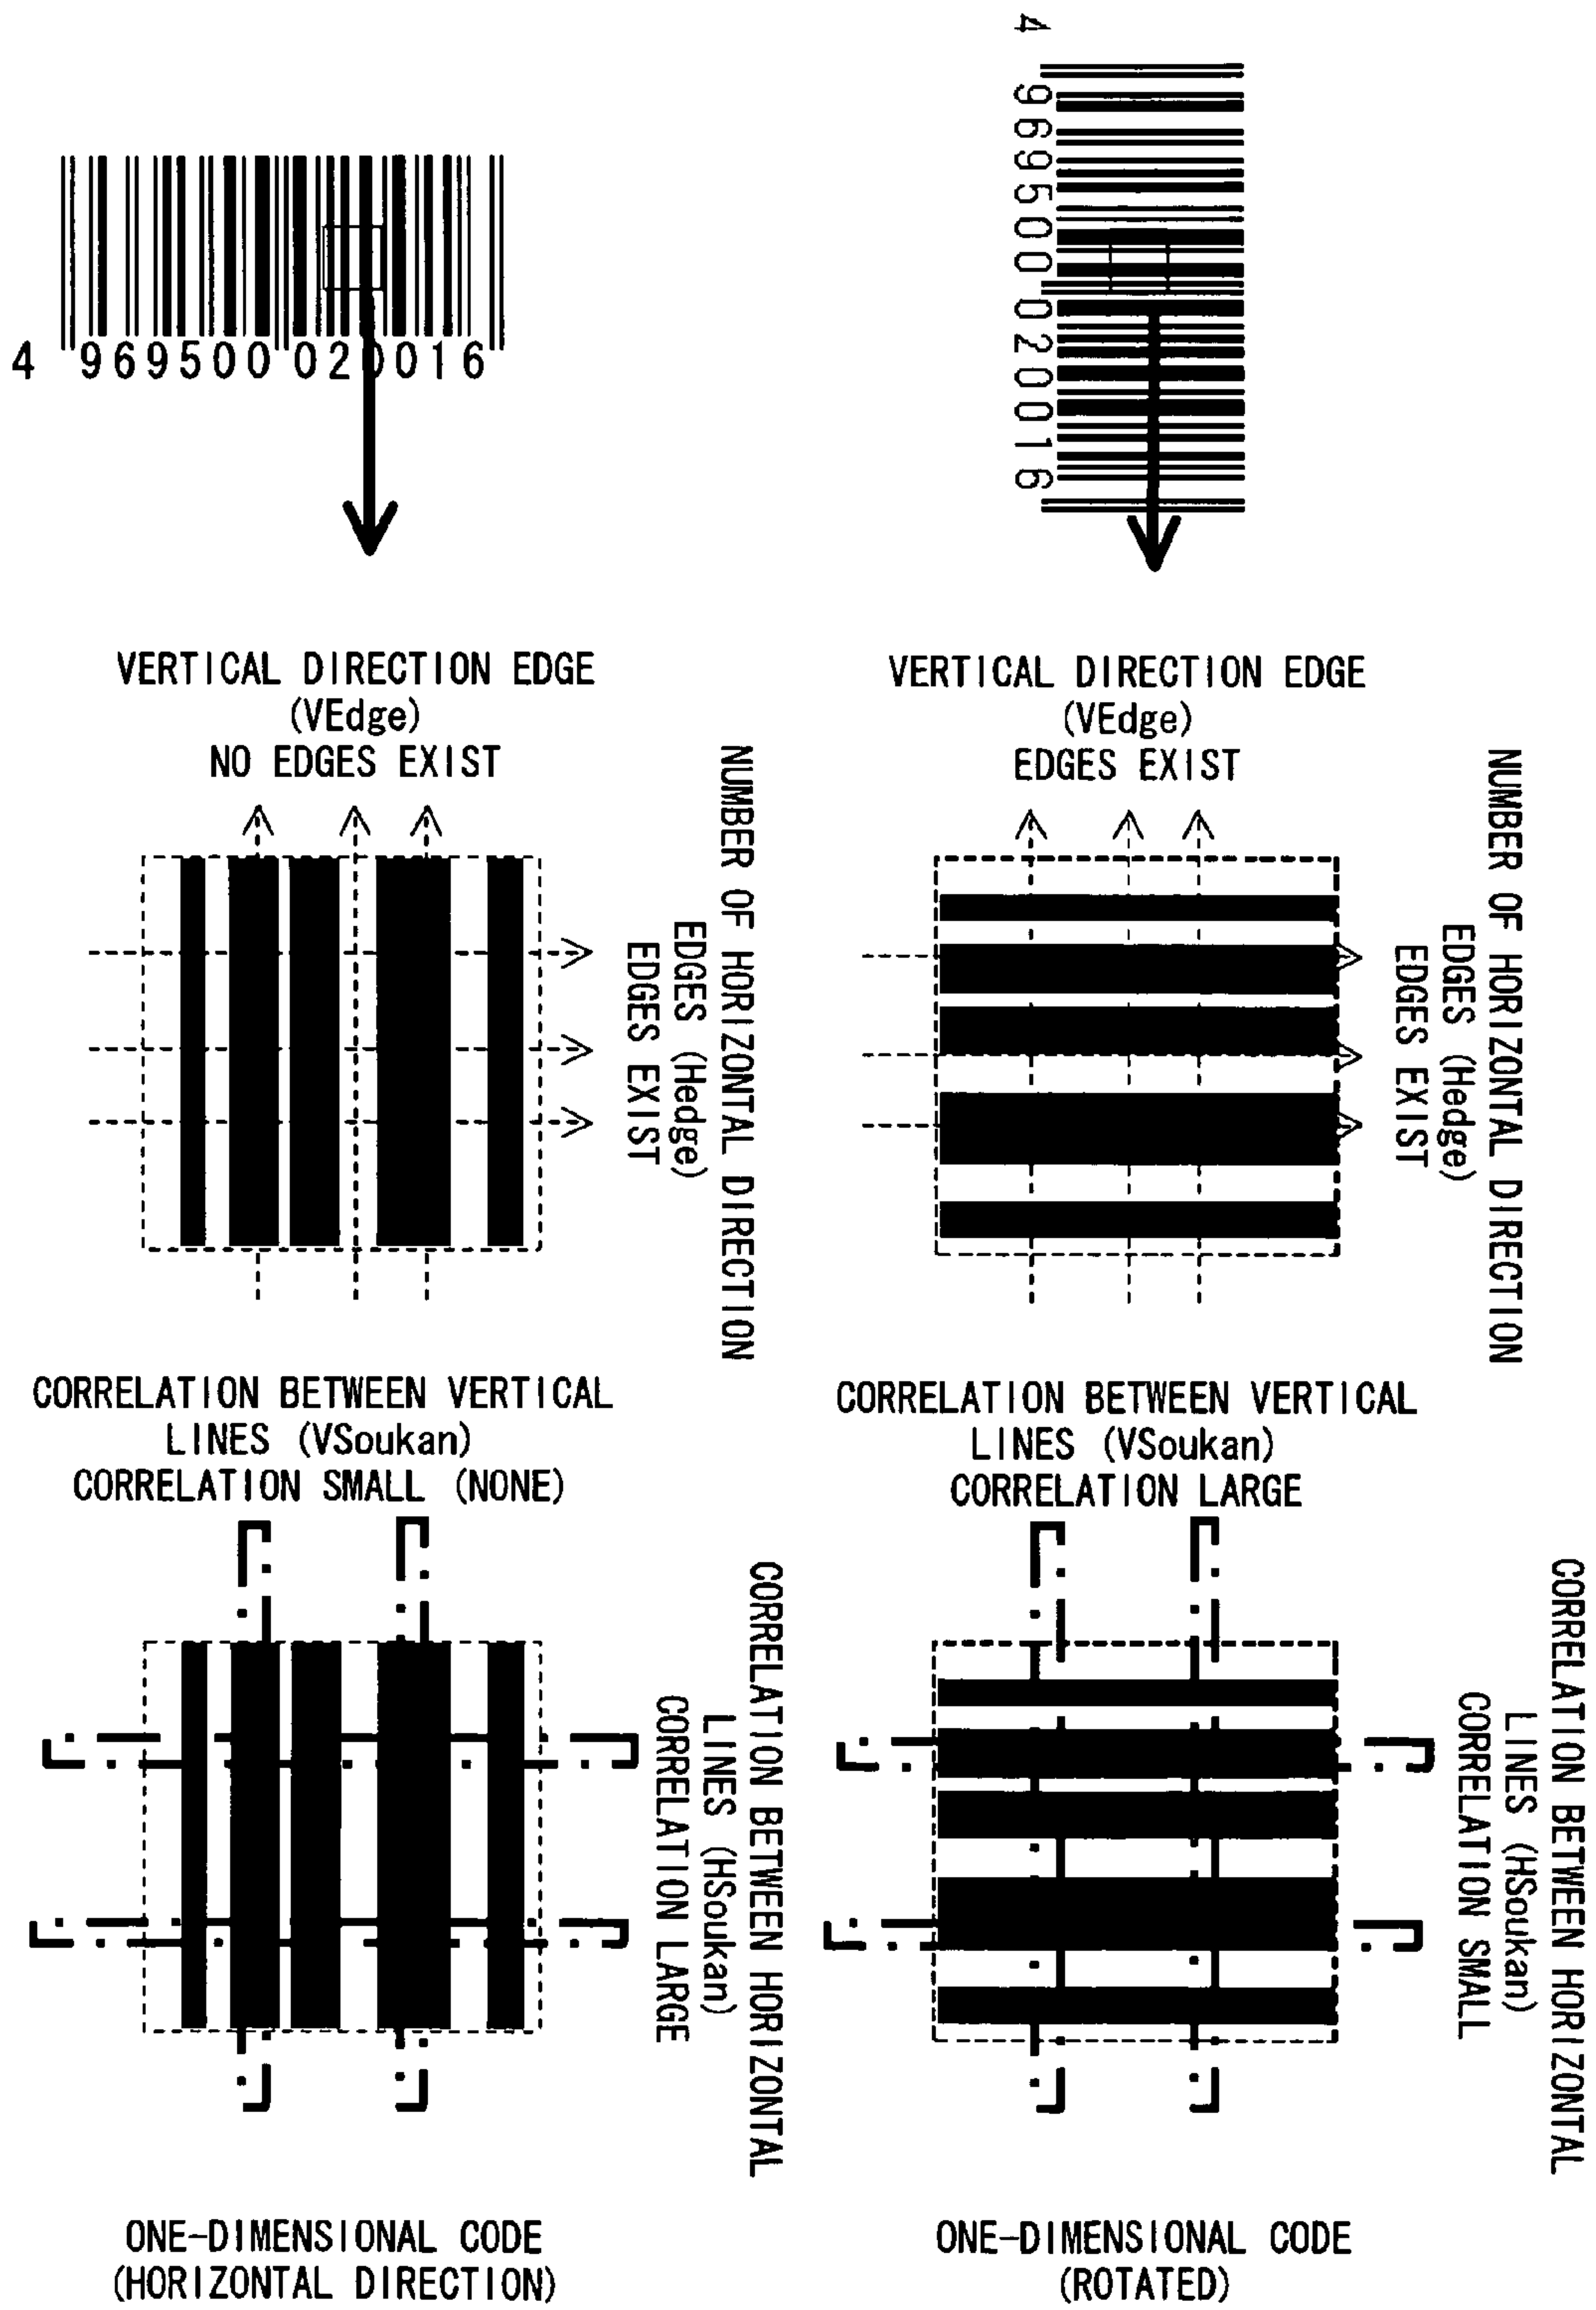 4 969500 020016
4 969500 020016
VERTICAL DIRECTION EDGE
(VEdge)
NO EDGES EXIST
NUMBER OF HORIZONTAL DIRECTION
EDGES (Hedge)
EDGES EXIST
VERTICAL DIRECTION EDGE
(VEdge)
EDGES EXIST
NUMBER OF HORIZONTAL DIRECTION
EDGES (Hedge)
EDGES EXIST
CORRELATION BETWEEN VERTICAL
LINES (VSoukan)
CORRELATION SMALL (NONE)
CORRELATION BETWEEN HORIZONTAL
LINES (HSoukan)
CORRELATION LARGE
CORRELATION BETWEEN VERTICAL
LINES (VSoukan)
CORRELATION LARGE
CORRELATION BETWEEN HORIZONTAL
LINES (HSoukan)
CORRELATION SMALL
ONE-DIMENSIONAL CODE
(HORIZONTAL DIRECTION)
ONE-DIMENSIONAL CODE
(ROTATED)